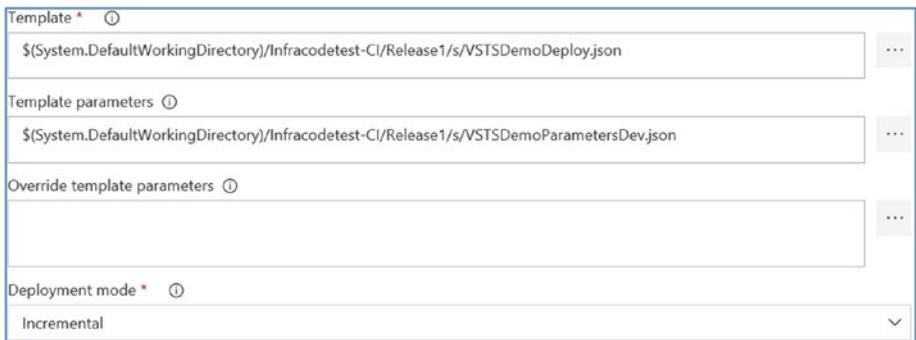 Template *
$(System.DefaultWorkingDirectory)/Infracodetest-CI/Release1/s/VSTSDemoDeploy.json
...
Template parameters
$(System.DefaultWorkingDirectory)/Infracodetest-CI/Release1/s/VSTSDemoParametersDev.json
...
Override template parameters
...
Deployment mode *
Incremental